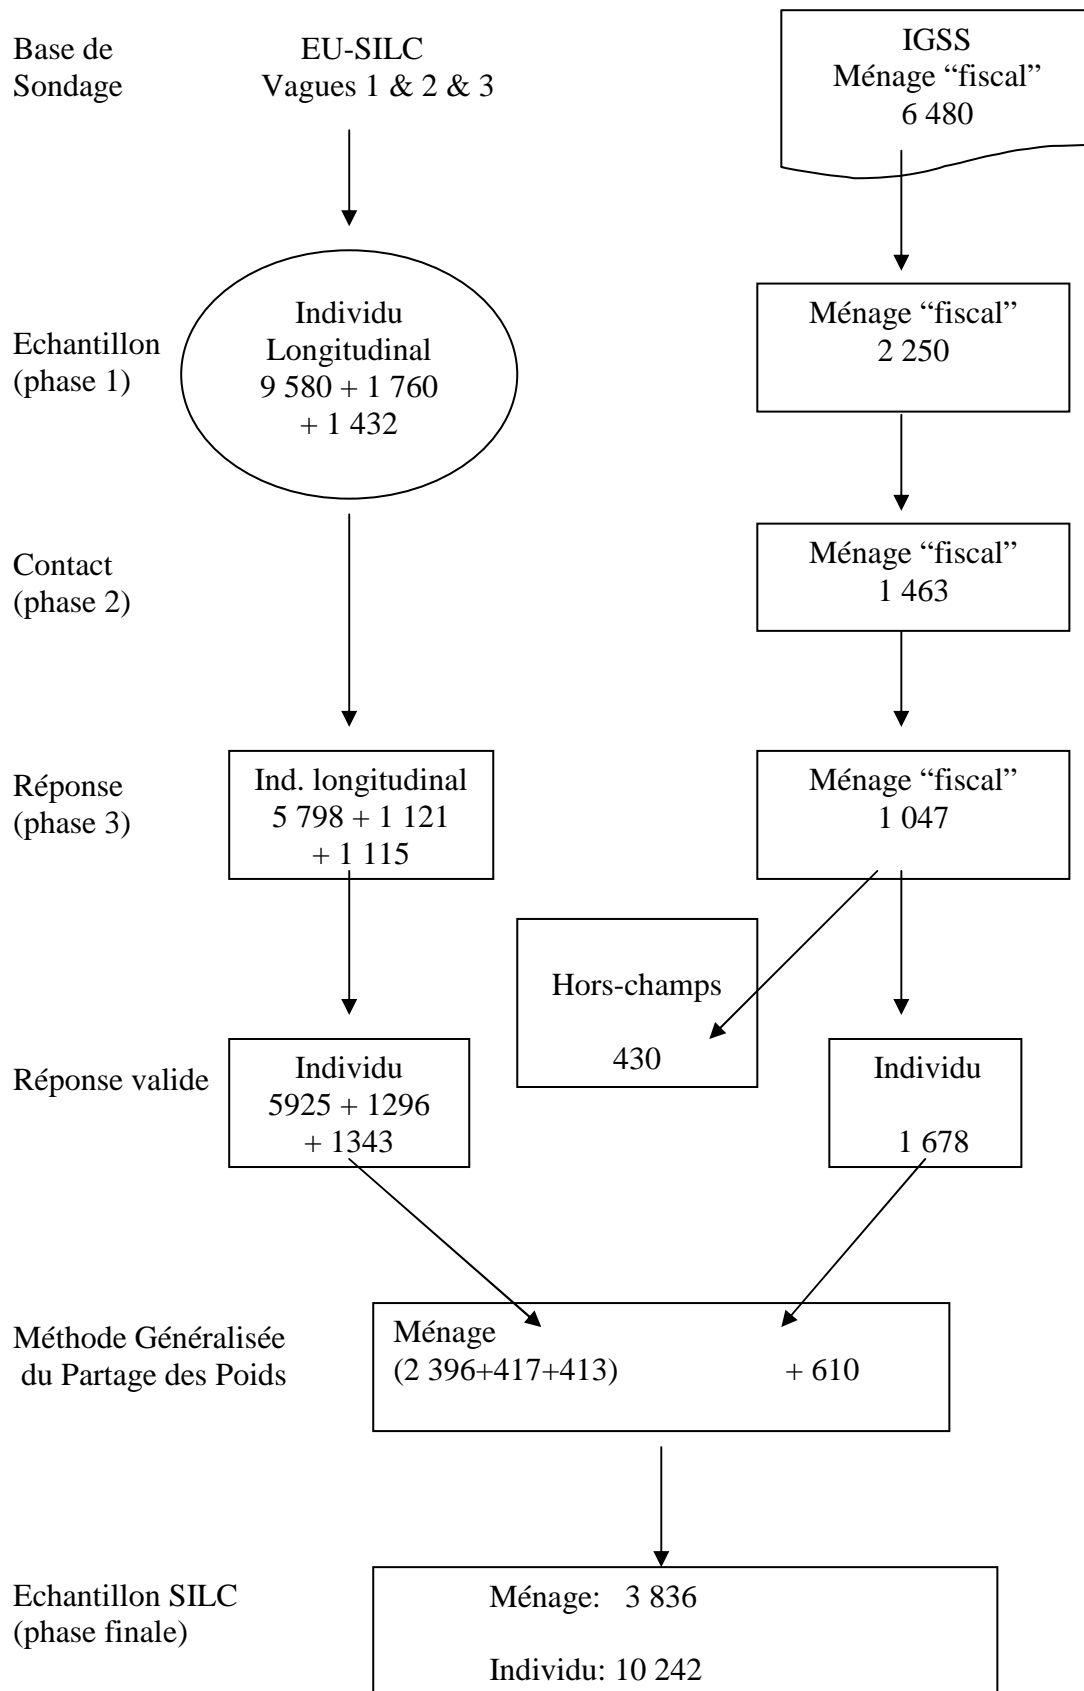 Base de
Sondage
EU-SILC
Vagues 1 & 2 & 3
IGSS
Ménage “fiscal”
6 480
Echantillon
(phase 1)
Individu
Longitudinal
9 580 + 1 760
+ 1 432
Ménage “fiscal”
2 250
Contact
(phase 2)
Ménage “fiscal”
1 463
Réponse
(phase 3)
Ind. longitudinal
5 798 + 1 121
+ 1 115
Ménage “fiscal”
1 047
Hors-champs
430
Réponse valide
Individu
5925 + 1296
+ 1343
Individu
1 678
Méthode Généralisée
du Partage des Poids
Ménage
(2 396+417+413) + 610
Echantillon SILC
(phase finale)
Ménage: 3 836
Individu: 10 242